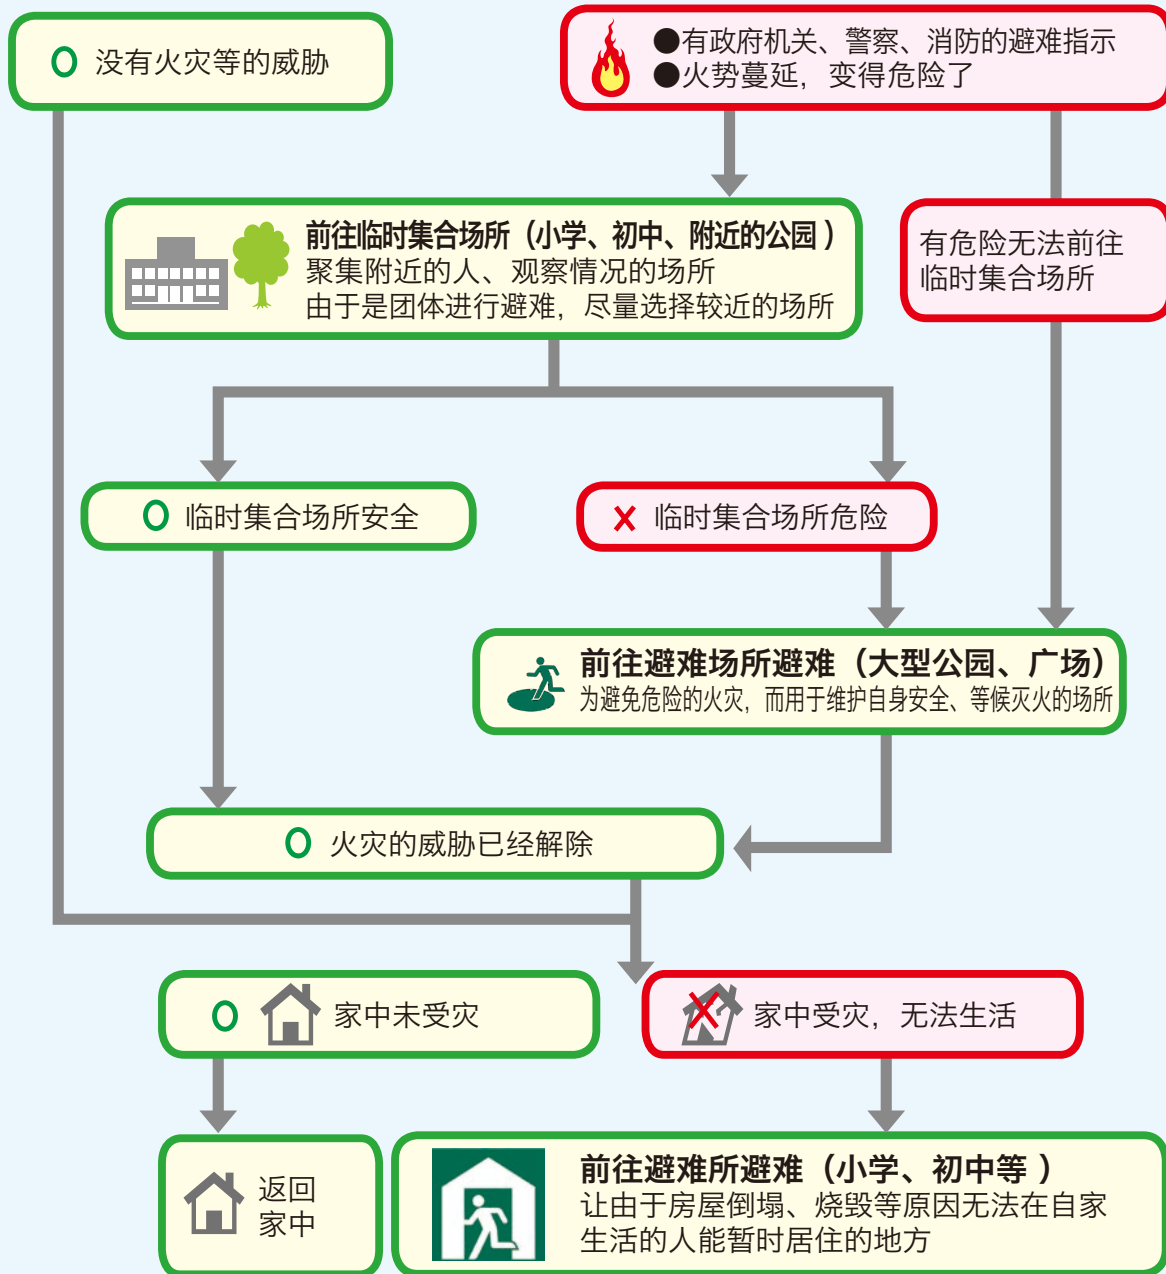 没有火灾等的威胁
●有政府机关、警察、消防的避难指示
●火势蔓延，变得危险了
前往临时集合场所（小学、初中、附近的公园）
聚集附近的人、观察情况的场所
由于是团体进行避难，尽量选择较近的场所
有危险无法前往
临时集合场所
临时集合场所安全
临时集合场所危险
前往避难场所避难（大型公园、广场）
为避免危险的火灾，而用于维护自身安全、等候灭火的场所
火灾的威胁已经解除
家中未受灾
家中受灾，无法生活
返回
家中
前往避难所避难（小学、初中等）
让由于房屋倒塌、烧毁等原因无法在自家
生活的人能暂时居住的地方